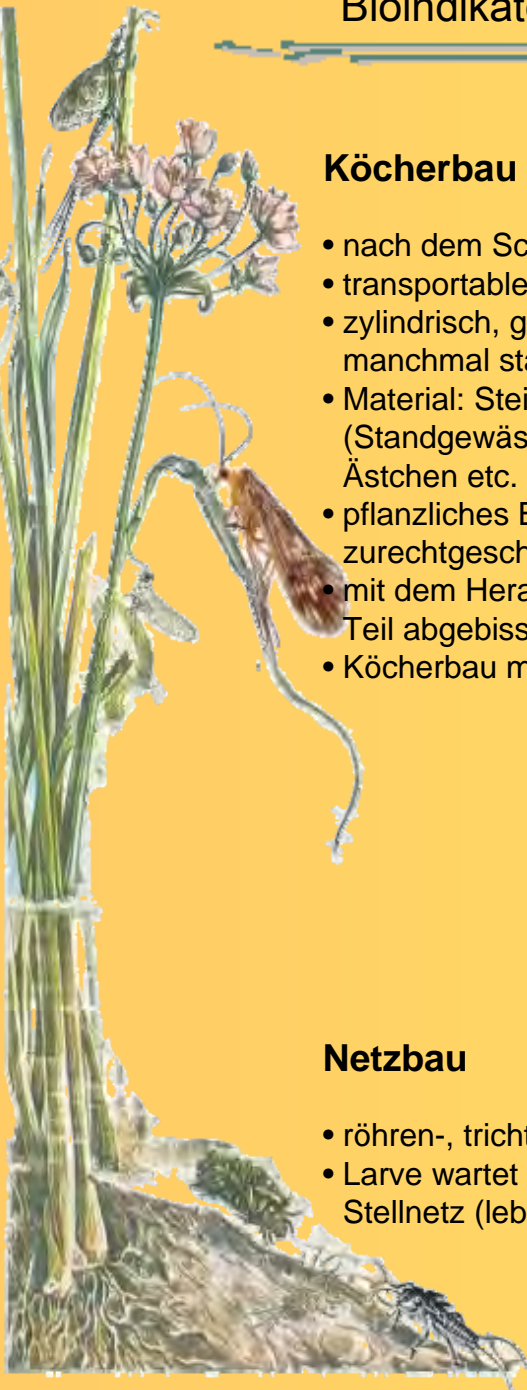 Bioindikato
Köcherbau
• nach dem Sc
• transportable
• zylindrisch, g
manchmal sta
• Material: Stei
(Standgewäs
Ästchen etc.
• pflanzliches B
zurechtgesch
• mit dem Hera
Teil abgebiss
• Köcherbau m
Netzbau
• röhren-, tricht
• Larve wartet
Stellnetz (leb